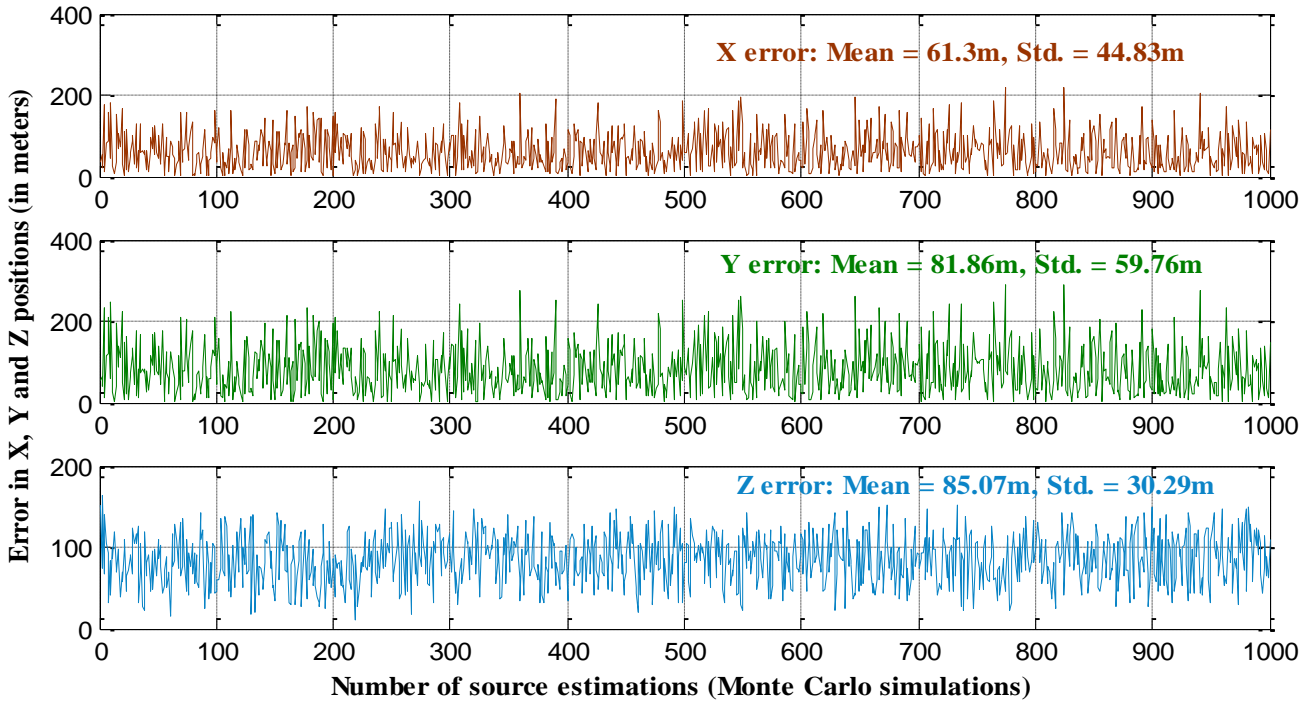 Error in X, Y and Z positions (in meters)
400
200
0
X error: Mean = 61.3m, Std. = 44.83m
0 100 200 300 400 500 600 700 800 900 1000
400
200
0
Y error: Mean = 81.86m, Std. = 59.76m
0 100 200 300 400 500 600 700 800 900 1000
200
100
0
Z error: Mean = 85.07m, Std. = 30.29m
0 100 200 300 400 500 600 700 800 900 1000
Number of source estimations (Monte Carlo simulations)